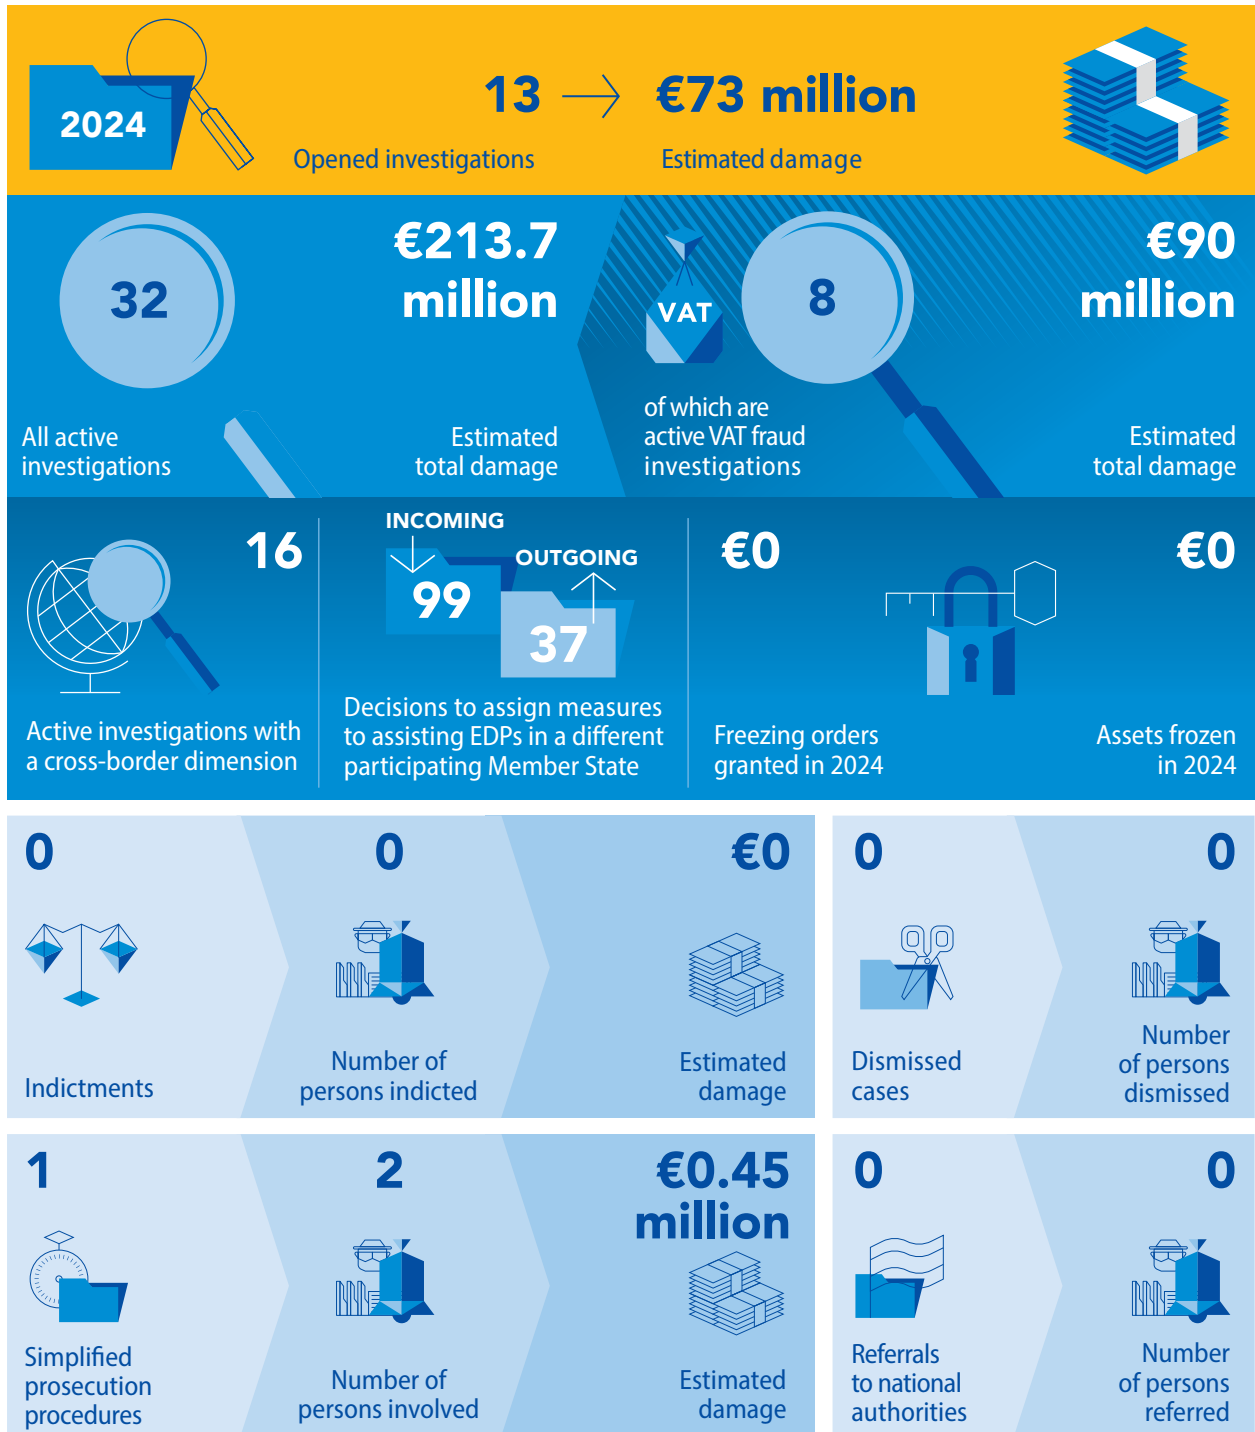 2024
13
€73 million
Opened investigations
Estimated damage
32
€213.7
million
All active
investigations
Estimated
total damage
VAT
8
€90
million
of which are
active VAT fraud
investigations
Estimated
total damage
16
Active investigations with
a cross-border dimension
INCOMING
99
OUTGOING
37
Decisions to assign measures
to assisting EDPs in a different
participating Member State
€0
Freezing orders
granted in 2024
€0
Assets frozen
in 2024
0
Indictments
0
Number of
persons indicted
€0
Estimated
damage
0
Dismissed
cases
0
Number
of persons
dismissed
1
Simplified
prosecution
procedures
2
Number of
persons involved
€0.45
million
Estimated
damage
0
Referrals
to national
authorities
0
Number
of persons
referred